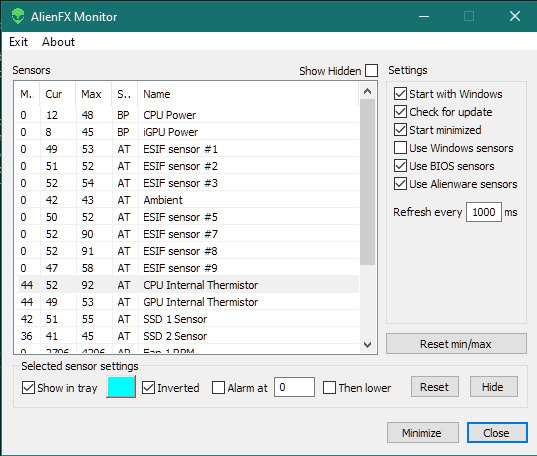 AlienFX Monitor
Exit About
Sensors Show Hidden Settings
M.. Cur Max S.. Name
0 12 48 BP CPU Power
0 8 45 BP iGPU Power
0 49 53 AT ESIF sensor #1
0 51 52 AT ESIF sensor #2
0 52 54 AT ESIF sensor #3
0 42 43 AT Ambient
0 50 52 AT ESIF sensor #5
0 52 90 AT ESIF sensor #7
0 52 91 AT ESIF sensor #8
0 47 58 AT ESIF sensor #9
44 52 92 AT CPU Internal Thermistor
44 49 53 AT GPU Internal Thermistor
42 51 55 AT SSD 1 Sensor
36 41 45 AT SSD 2 Sensor
0 2706 4206 AR Fan 1 RPM
Start with Windows
Check for update
Start minimized
Use Windows sensors
Use BIOS sensors
Use Alienware sensors
Refresh every 1000 ms
Reset min/max
Selected sensor settings
Show in tray Inverted Alarm at 0 Then lower Reset Hide
Minimize Close